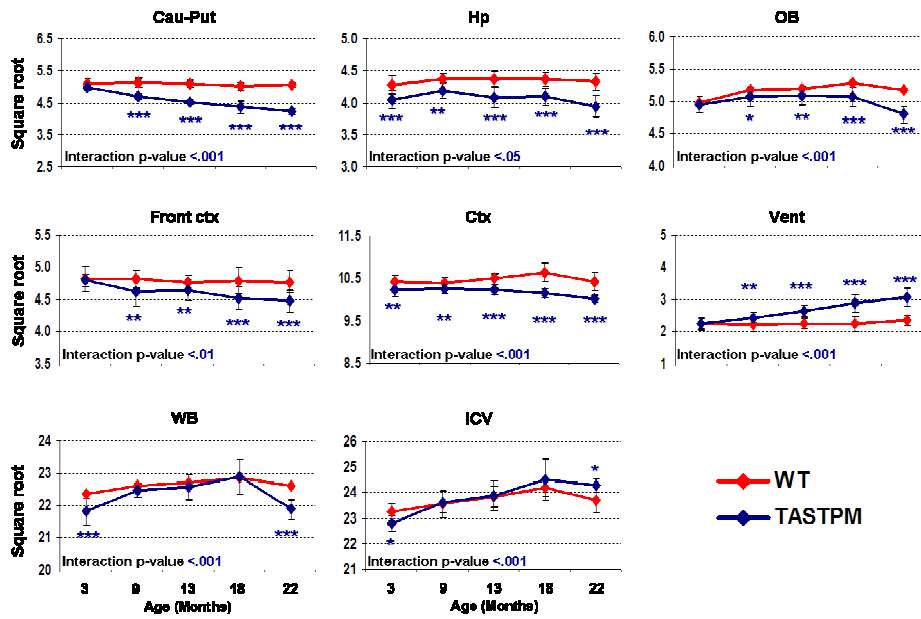 Cau-Put
Hp
OB
6.5
5.5
4.5
3.5
2.5
Square root
***
***
***
***
Interaction p-value <.001
5.0
4.5
4.0
3.5
3.0
***
**
***
***
***
Interaction p-value <.05
6.0
5.0
4.0
*
**
***
***
Interaction p-value <.001
Front ctx
Ctx
Vent
5.5
5.0
4.5
4.0
3.5
Square root
**
**
***
***
Interaction p-value <.01
11.5
10.5
9.5
8.5
**
**
***
***
***
Interaction p-value <.001
5
4
3
2
1
**
***
***
***
Interaction p-value <.001
WB
ICV
24
23
22
21
20
Square root
***
***
Interaction p-value <.001
3 9 13 18 22
Age (Months)
26
25
24
23
22
21
*
*
Interaction p-value <.001
3 9 13 18 22
Age (Months)
WT
TASTPM